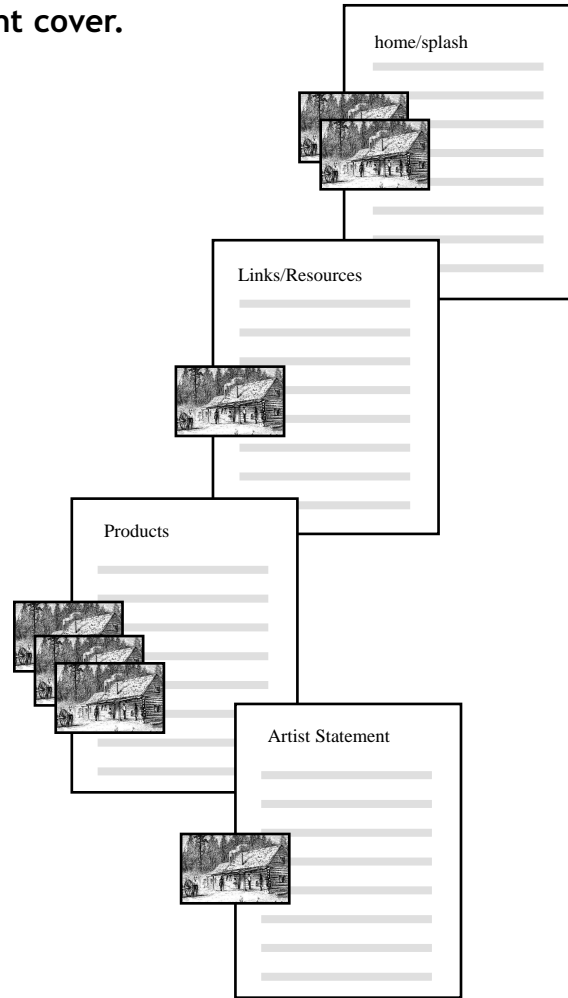 nt cover.
home/splash
Links/Resources
Products
Artist Statement